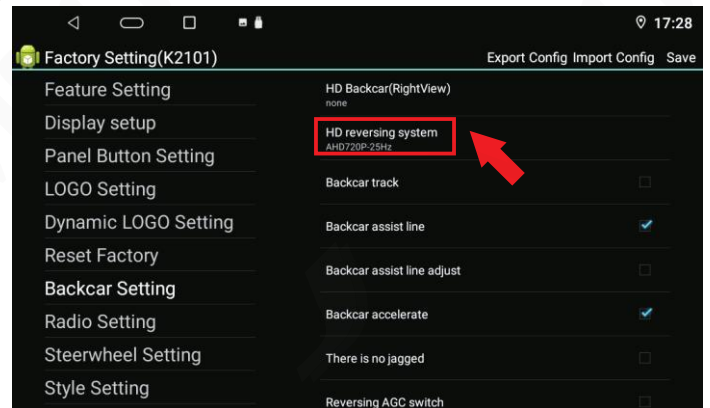 17:28
Factory Setting(K2101)
Export Config Import Config Save
Feature Setting
Display setup
Panel Button Setting
LOGO Setting
Dynamic LOGO Setting
Reset Factory
Backcar Setting
Radio Setting
Steerwheel Setting
Style Setting
HD Backcar(RightView)
none
HD reversing system
AHD720P-25Hz
Backcar track
Backcar assist line
Backcar assist line adjust
Backcar accelerate
There is no jagged
Reversing AGC switch